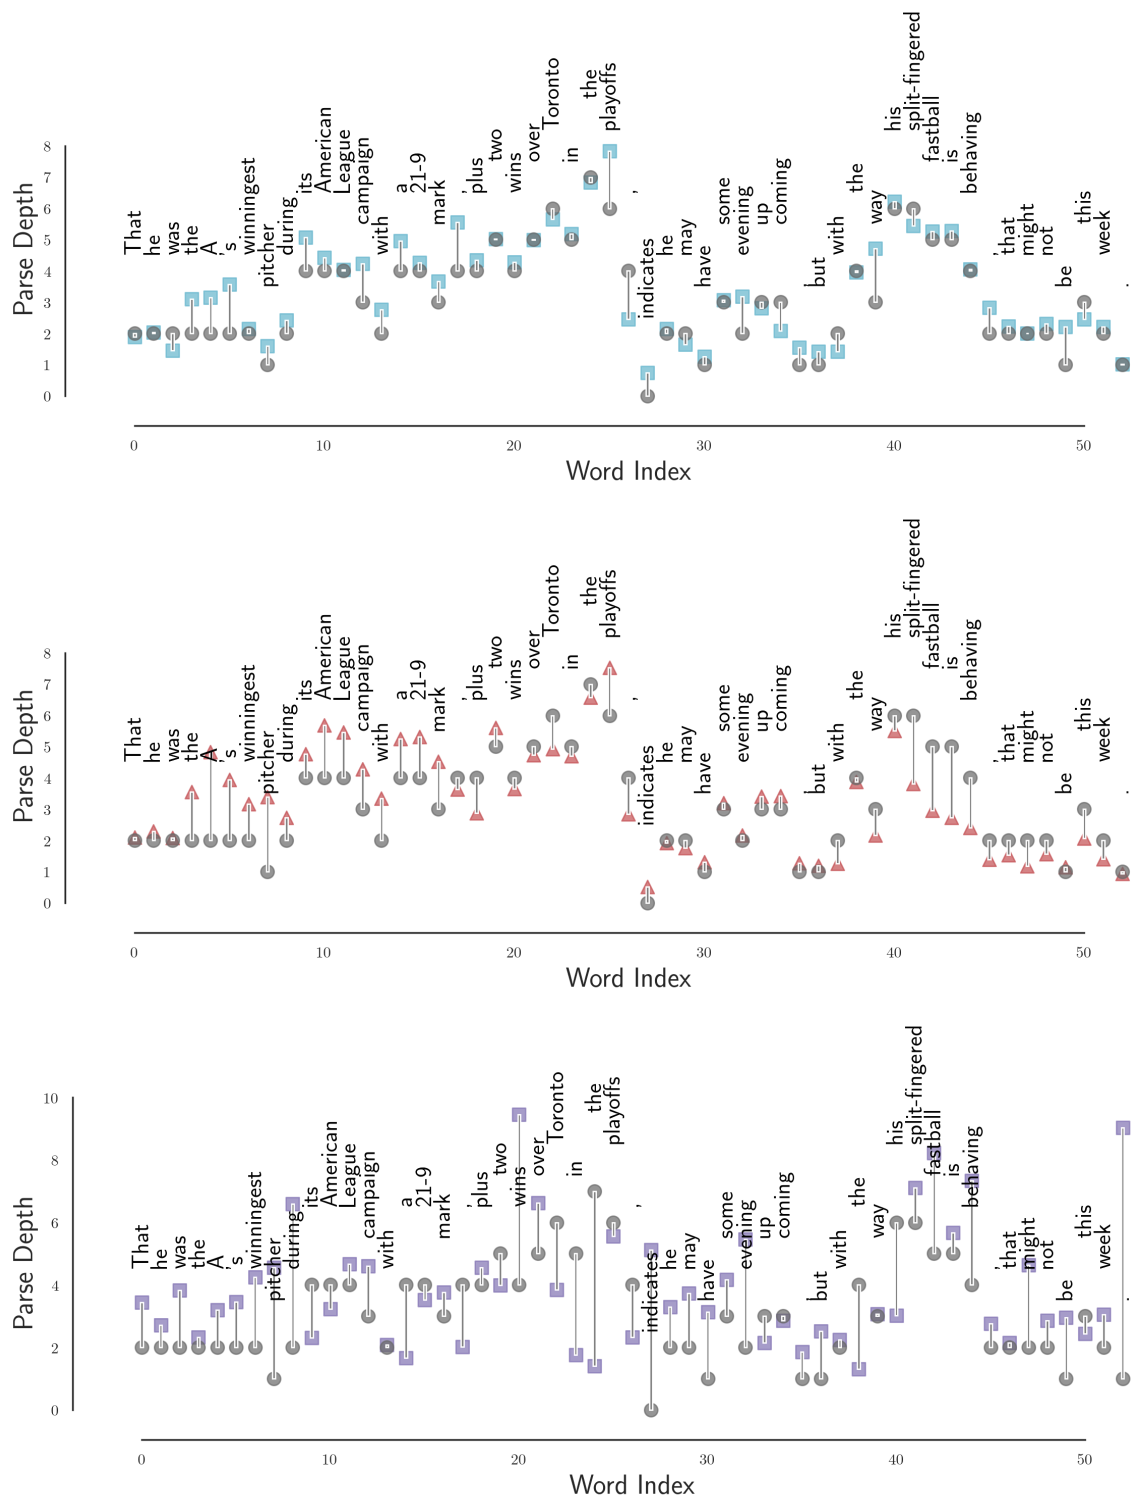 That he was the A 's winningest pitcher during its American League campaign with a 21-9 mark , plus two wins over Toronto in the playoffs , indicates he may have some evening up coming , but with the way his split-fingered fastball is behaving , that might not be this week .
Parse Depth
8
7
6
5
4
3
2
1
0
0 10 20 30 40 50
Word Index
That he was the A 's winningest pitcher during its American League campaign with a 21-9 mark , plus two wins over Toronto in the playoffs , indicates he may have some evening up coming , but with the way his split-fingered fastball is behaving , that might not be this week .
Parse Depth
8
7
6
5
4
3
2
1
0
0 10 20 30 40 50
Word Index
That he was the A 's winningest pitcher during its American League campaign with a 21-9 mark , plus two wins over Toronto in the playoffs , indicates he may have some evening up coming , but with the way his split-fingered fastball is behaving , that might not be this week .
Parse Depth
10
8
6
4
2
0
0 10 20 30 40 50
Word Index